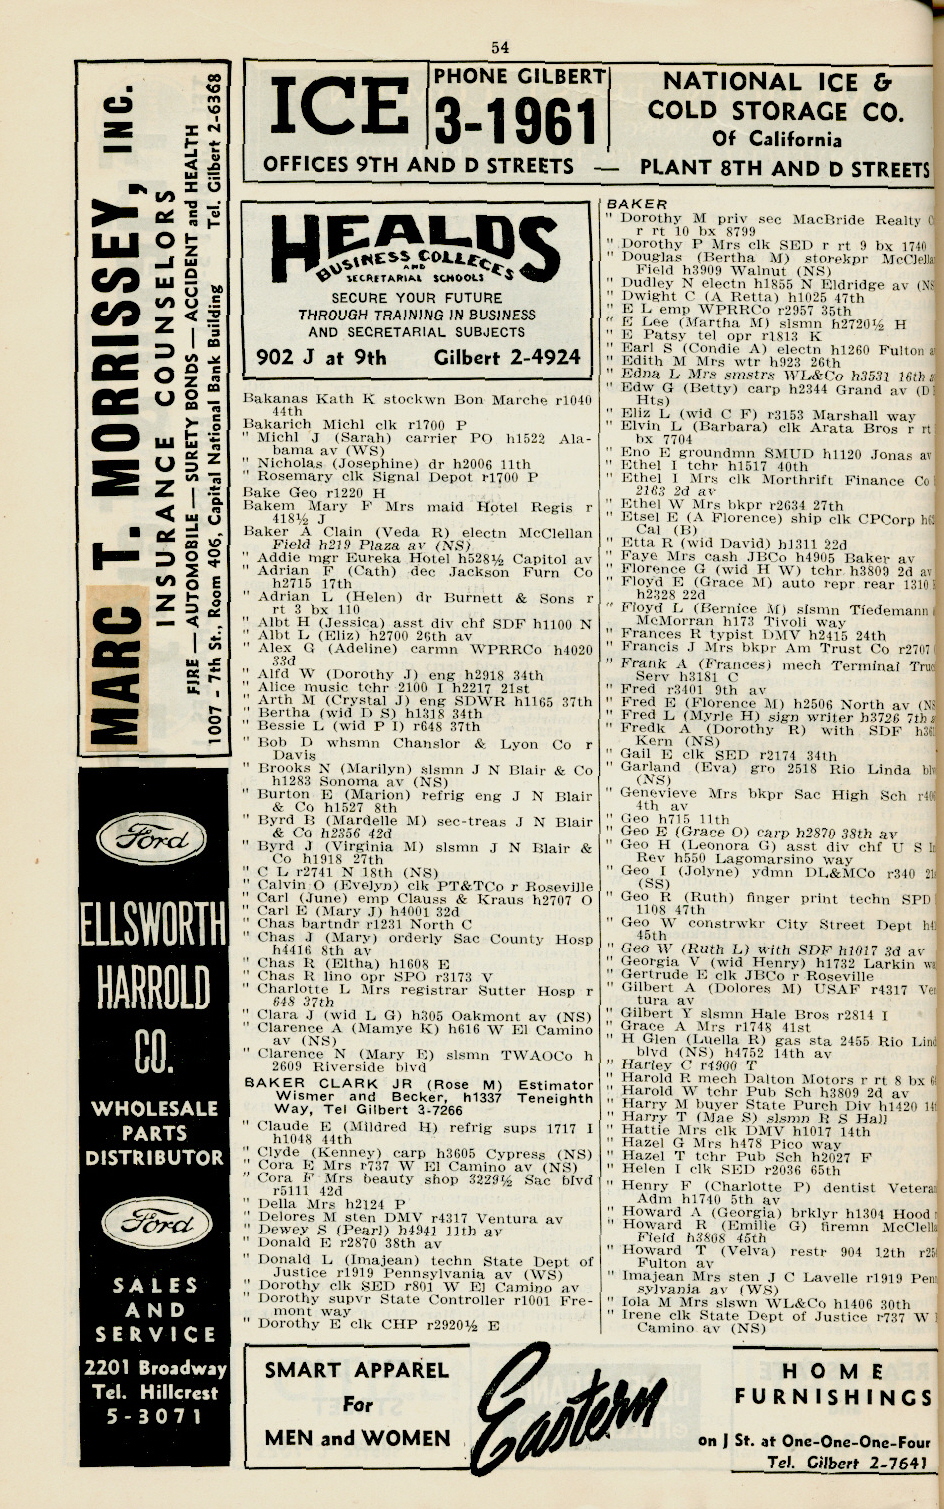 54
MARC T. MORRISSEY, INC.
INSURANCE COUNSELORS
FIRE — AUTOMOBILE — SURETY BONDS — ACCIDENT and HEALTH
1007 - 7th St., Room 406, Capital National Bank Building Tel. Gilbert 2-6368
ICE
PHONE GILBERT
3-1961
NATIONAL ICE &
COLD STORAGE CO.
Of California
OFFICES 9TH AND D STREETS — PLANT 8TH AND D STREETS
Ford
ELLSWORTH
HARROLD
CO.
WHOLESALE
PARTS
DISTRIBUTOR
Ford
SALES
AND
SERVICE
2201 Broadway
Tel. Hillcrest
5-3071
HEALDS
BUSINESS COLLEGES
AND
SECRETARIAL SCHOOLS
SECURE YOUR FUTURE
THROUGH TRAINING IN BUSINESS
AND SECRETARIAL SUBJECTS
902 J at 9th Gilbert 2-4924
Bakanas Kath K stockwn Bon Marche r1040
44th
Bakarich Michl clk r1700 P
" Michl J (Sarah) carrier PO h1522 Ala-
bama av (WS)
" Nicholas (Josephine) dr h2006 11th
" Rosemary clk Signal Depot r1700 P
Bake Geo r1220 H
Bakem Mary F Mrs maid Hotel Regis r
418½ J
Baker A Clain (Veda R) electn McClellan
Field h219 Plaza av (NS)
" Addie mgr Eureka Hotel h528½ Capitol av
" Adrian F (Cath) dec Jackson Furn Co
h2715 17th
" Adrian L (Helen) dr Burnett & Sons r
rt 3 bx 110
" Albt H (Jessica) asst div chf SDF h1100 N
" Albt L (Eliz) h2700 26th av
" Alex G (Adeline) carmn WPRRCo h4020
33d
" Alfd W (Dorothy J) eng h2918 34th
" Alice music tchr 2100 I h2217 21st
" Arth M (Crystal J) eng SDWR h1165 37th
" Bertha (wid D S) h1318 34th
" Bessie L (wid P I) r648 37th
" Bob D whsmn Chanslor & Lyon Co r
Davis
" Brooks N (Marilyn) slsmn J N Blair & Co
h1283 Sonoma av (NS)
" Burton E (Marion) refrig eng J N Blair
& Co h1527 8th
" Byrd B (Mardelle M) sec-treas J N Blair
& Co h2356 42d
" Byrd J (Virginia M) slsmn J N Blair &
Co h1918 27th
" C L r2741 N 18th (NS)
" Calvin O (Evelyn) clk PT&TCo r Roseville
" Carl (June) emp Clauss & Kraus h2707 O
" Carl E (Mary J) h4001 32d
" Chas bartndr r1231 North C
" Chas J (Mary) orderly Sac County Hosp
h4416 8th av
" Chas R (Eltha) h1608 E
" Chas R lino opr SPO r3173 V
" Charlotte L Mrs registrar Sutter Hosp r
648 37th
" Clara J (wid L G) h305 Oakmont av (NS)
" Clarence A (Mamye K) h616 W El Camino
av (NS)
" Clarence N (Mary E) slsmn TWAOCo h
2609 Riverside blvd
BAKER CLARK JR (Rose M) Estimator
Wismer and Becker, h1337 Teneighth
Way, Tel Gilbert 3-7266
" Claude E (Mildred H) refrig sups 1717 I
h1048 44th
" Clyde (Kenney) carp h3605 Cypress (NS)
" Cora E Mrs r737 W El Camino av (NS)
" Cora F Mrs beauty shop 3229½ Sac blvd
r5111 42d
" Della Mrs h2124 P
" Delores M sten DMV r4317 Ventura av
" Dewey S (Pearl) h4941 11th av
" Donald E r2870 38th av
" Donald L (Imajean) techn State Dept of
Justice r1919 Pennsylvania av (WS)
" Dorothy clk SED r801 W El Camino av
" Dorothy supvr State Controller r1001 Fre-
mont way
" Dorothy E clk CHP r2920½ E
BAKER
" Dorothy M priv sec MacBride Realty
r rt 10 bx 8799
" Dorothy P Mrs clk SED r rt 9 bx 1740
" Douglas (Bertha M) storekpr McClella
Field h3909 Walnut (NS)
" Dudley N electn h1855 N Eldridge av (NS
" Dwight C (A Retta) h1025 47th
" E L emp WPRRCo r2957 35th
" E Lee (Martha M) slsmn h2720½ H
" E Patsy tel opr r1813 K
" Earl S (Condie A) electn h1260 Fulton a
" Edith M Mrs wtr h923 26th
" Edna L Mrs smstrs WL&Co h3531 16th a
" Edw G (Betty) carp h2344 Grand av (D
Hts)
" Eliz L (wid C F) r3153 Marshall way
" Elvin L (Barbara) clk Arata Bros r rt
bx 7704
" Eno E groundmn SMUD h1120 Jonas av
" Ethel I tchr h1517 40th
" Ethel I Mrs clk Morthrift Finance Co
2163 2d av
" Ethel W Mrs bkpr r2634 27th
" Etsel E (A Florence) ship clk CPCorp h6
Cal (B)
" Etta R (wid David) h1311 22d
" Faye Mrs cash JBCo h4905 Baker av
" Florence G (wid H W) tchr h3809 2d av
" Floyd E (Grace M) auto repr rear 1310
h2328 22d
" Floyd L (Bernice M) slsmn Tiedemann
McMorran h173 Tivoli way
" Frances R typist DMV h2415 24th
" Francis J Mrs bkpr Am Trust Co r2707
" Frank A (Frances) mech Terminal Truc
Serv h3181 C
" Fred r3401 9th av
" Fred E (Florence M) h2506 North av (NS
" Fred L (Myrle H) sign writer h3726 7th a
" Fredk A (Dorothy R) with SDF h36
Kern (NS)
" Gail E clk SED r2174 34th
" Garland (Eva) gro 2518 Rio Linda blv
(NS)
" Genevieve Mrs bkpr Sac High Sch r40
4th av
" Geo h715 11th
" Geo E (Grace O) carp h2870 38th av
" Geo H (Leonora G) asst div chf U S In
Rev h550 Lagomarsino way
" Geo I (Jolyne) ydmn DL&MCo r340 21
(SS)
" Geo R (Ruth) finger print techn SPD
1108 47th
" Geo W constrwkr City Street Dept h4
45th
" Geo W (Ruth L) with SDF h1017 3d av
" Georgia V (wid Henry) h1732 Larkin wa
" Gertrude E clk JBCo r Roseville
" Gilbert A (Dolores M) USAF r4317 Ven
tura av
" Gilbert Y slsmn Hale Bros r2814 I
" Grace A Mrs r1748 41st
" H Glen (Luella R) gas sta 2455 Rio Lind
blvd (NS) h4752 14th av
" Harley C r4900 T
" Harold R mech Dalton Motors r rt 8 bx 6
" Harold W tchr Pub Sch h3809 2d av
" Harry M buyer State Purch Div h1420 14
" Harry T (Mae S) slsmn R S Hall
" Hattie Mrs clk DMV h1017 14th
" Hazel G Mrs h478 Pico way
" Hazel T tchr Pub Sch h2027 F
" Helen I clk SED r2036 65th
" Henry F (Charlotte P) dentist Veteran
Adm h1740 5th av
" Howard A (Georgia) brklyr h1304 Hood
" Howard R (Emilie G) firemn McClella
Field h3808 45th
" Howard T (Velva) restr 904 12th r25
Fulton av
" Imajean Mrs sten J C Lavelle r1919 Pen
sylvania av (WS)
" Iola M Mrs slswn WL&Co h1406 30th
" Irene clk State Dept of Justice r737 W
Camino av (NS)
SMART APPAREL
For
MEN and WOMEN
Eastern
HOME
FURNISHINGS
on J St. at One-One-One-Four
Tel. Gilbert 2-7641